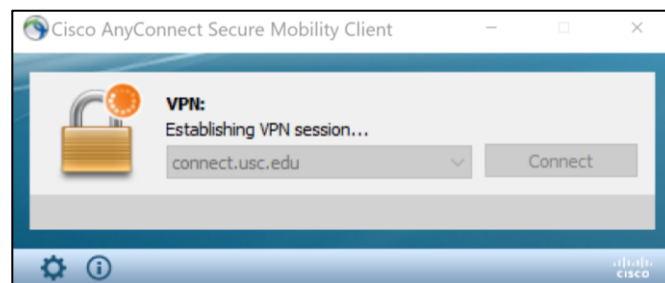 Cisco AnyConnect Secure Mobility Client
VPN:
Establishing VPN session...
connect.usc.edu
Connect
cisco